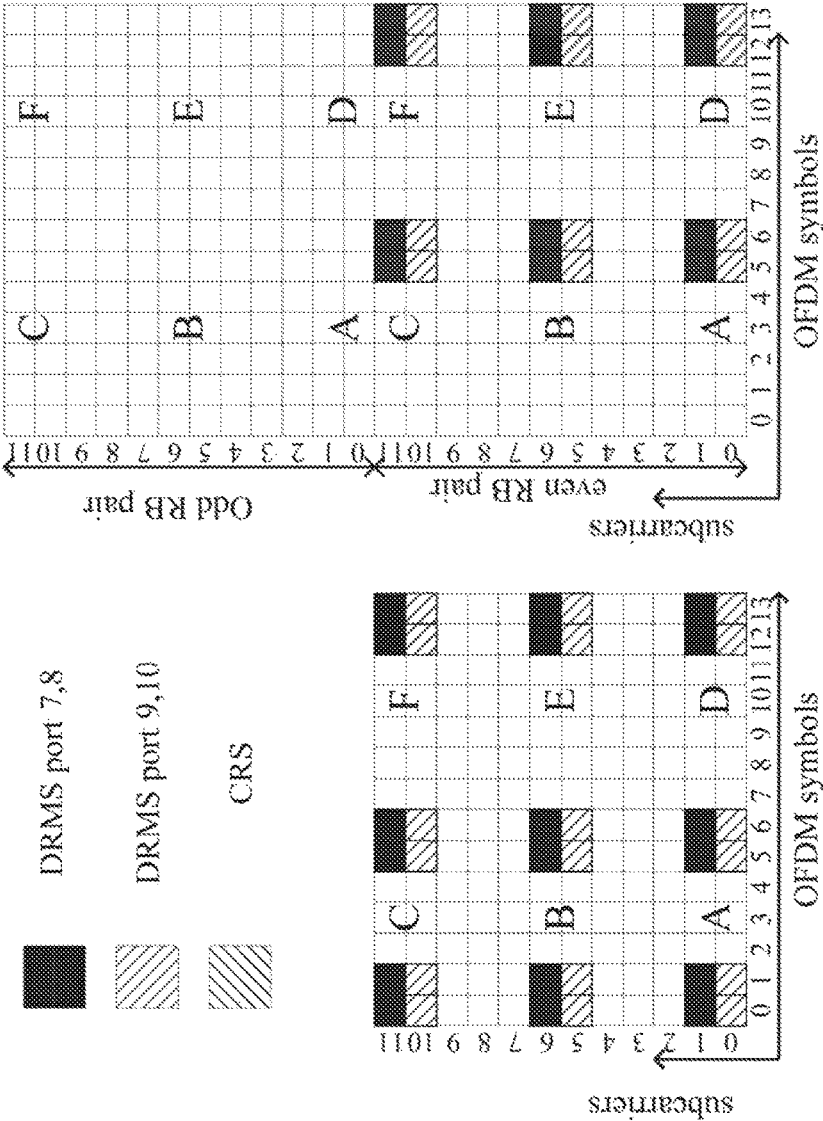 DRMS port 7,8
DRMS port 9,10
CRS
C F
B E
A D
0 1 2 3 4 5 6 7 8 9 10 11 12 13
OFDM symbols
11 10 9 8 7 6 5 4 3 2 1 0
subcarriers
Odd RB pair
C F
B E
A D
11 10 9 8 7 6 5 4 3 2 1 0
even RB pair
C F
B E
A D
11 10 9 8 7 6 5 4 3 2 1 0
subcarriers
0 1 2 3 4 5 6 7 8 9 10 11 12 13
OFDM symbols